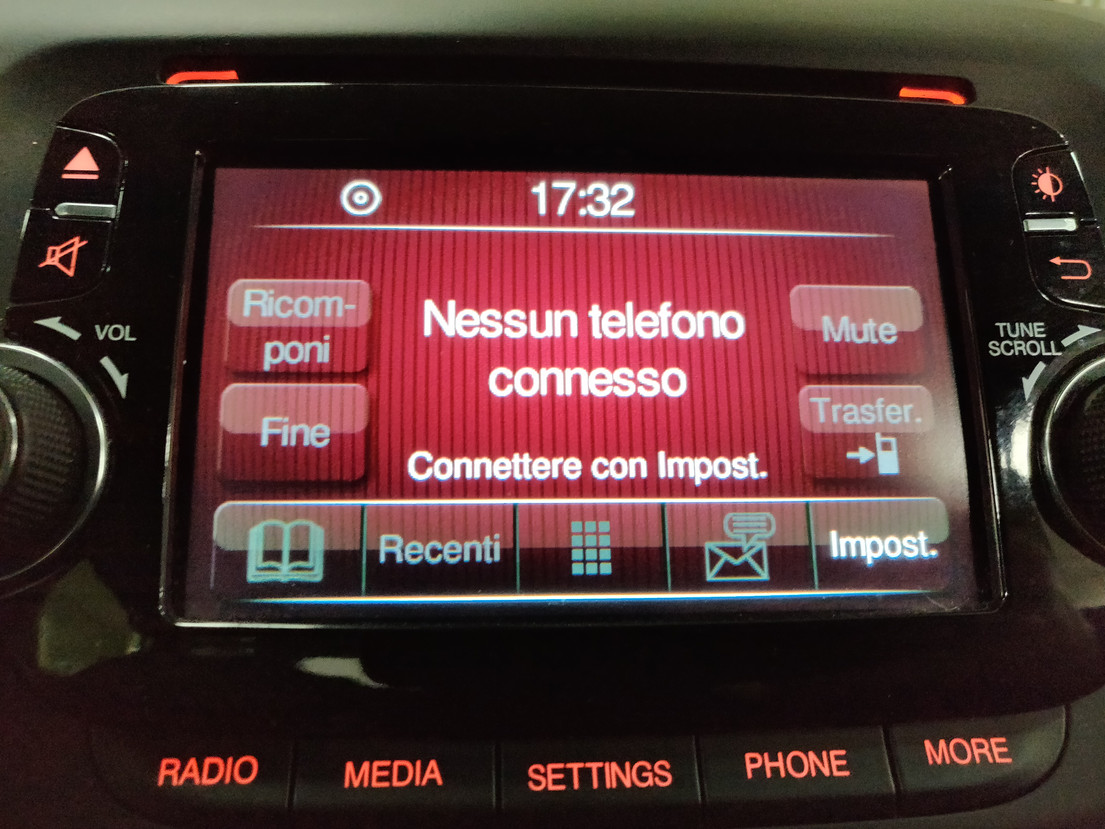 17:32
VOL
TUNE
SCROLL
Ricom-
poni
Nessun telefono
connesso
Mute
Fine
Trasfer.
Connettere con Impost.
Recenti
Impost.
RADIO
MEDIA
SETTINGS
PHONE
MORE